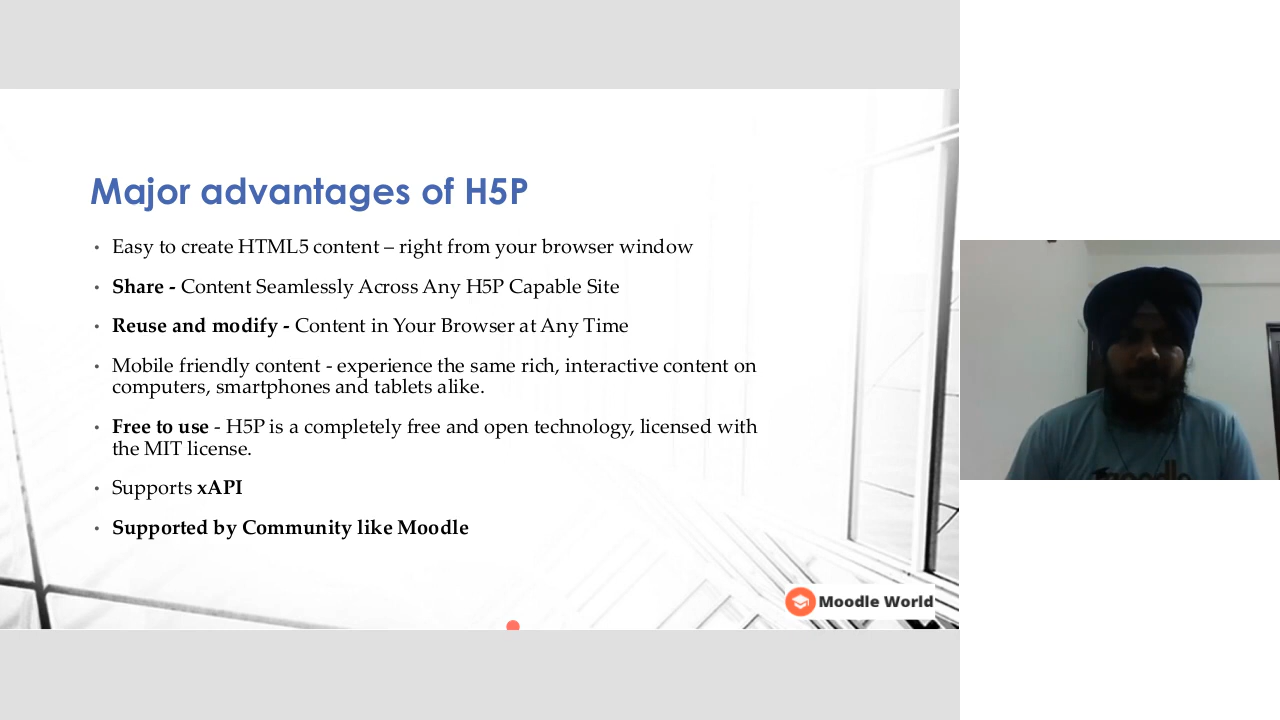 Major advantages of H5P
• Easy to create HTML5 content – right from your browser window
• Share - Content Seamlessly Across Any H5P Capable Site
• Reuse and modify - Content in Your Browser at Any Time
• Mobile friendly content - experience the same rich, interactive content on
computers, smartphones and tablets alike.
• Free to use - H5P is a completely free and open technology, licensed with
the MIT license.
• Supports xAPI
• Supported by Community like Moodle
Moodle World
moodle